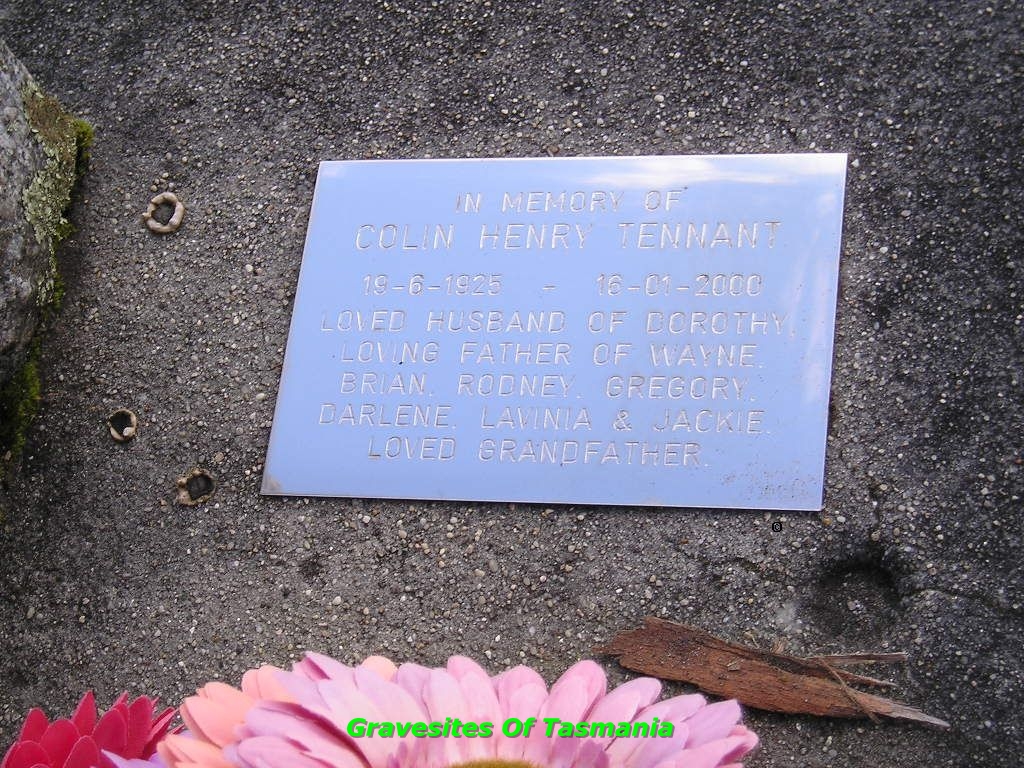 IN MEMORY OF
COLIN HENRY TENNANT
19-6-1925 - 16-01-2000
LOVED HUSBAND OF DOROTHY,
LOVING FATHER OF WAYNE,
BRIAN, RODNEY, GREGORY,
DARLENE, LAVINIA & JACKIE.
LOVED GRANDFATHER.
Gravesites Of Tasmania